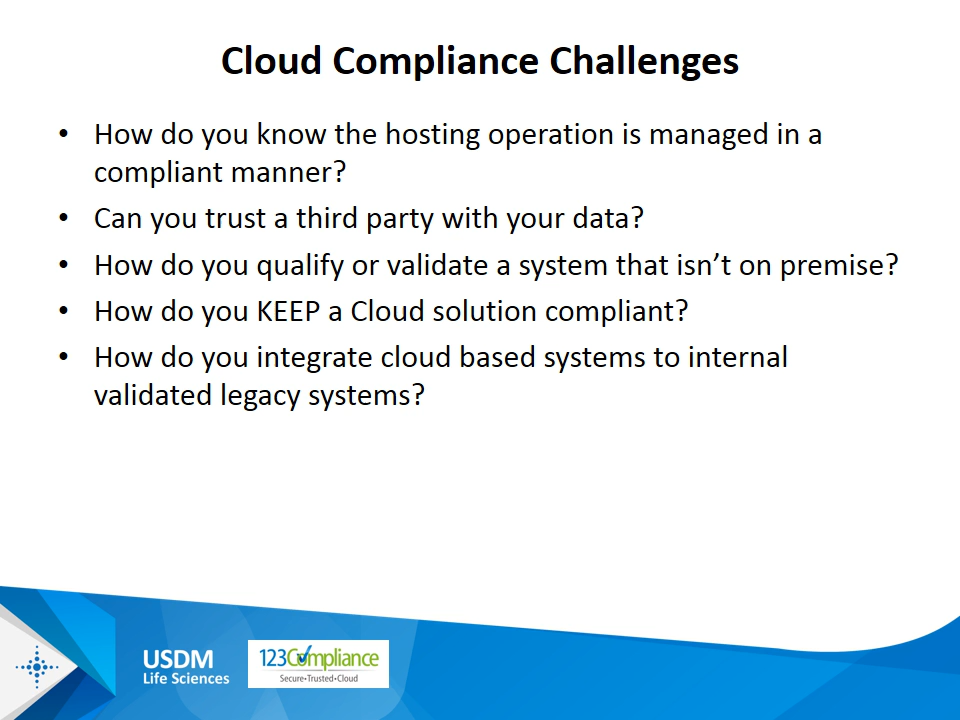 Cloud Compliance Challenges
• How do you know the hosting operation is managed in a
compliant manner?
• Can you trust a third party with your data?
• How do you qualify or validate a system that isn’t on premise?
• How do you KEEP a Cloud solution compliant?
• How do you integrate cloud based systems to internal
validated legacy systems?
USDM
Life Sciences
123Compliance
Secure•Trusted•Cloud